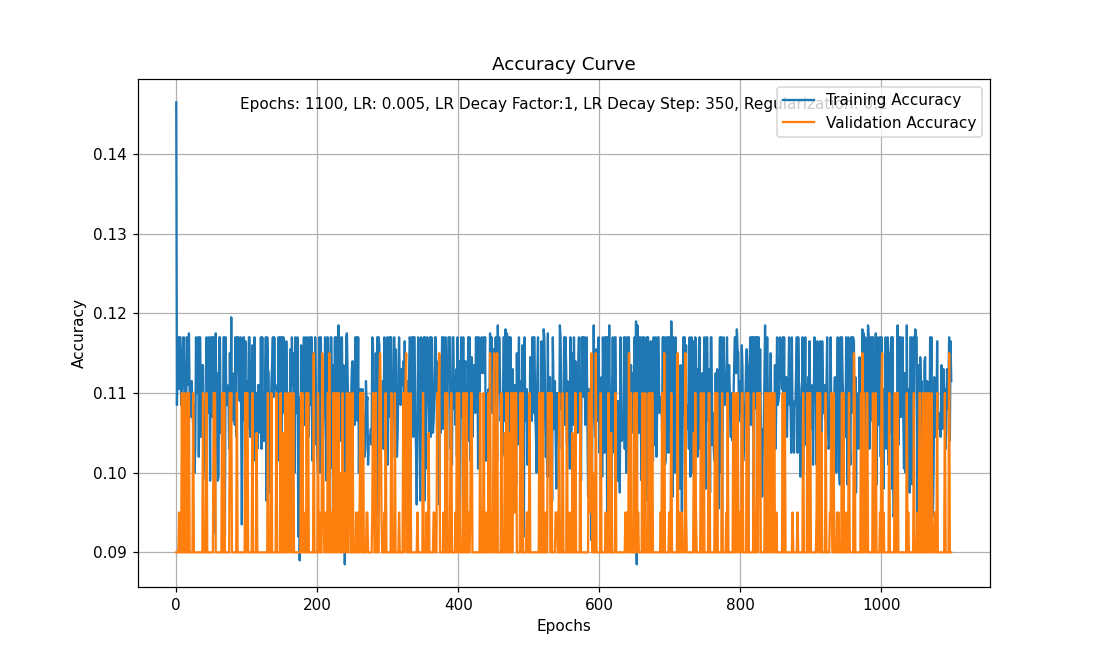 Accuracy Curve
Epochs: 1100, LR: 0.005, LR Decay Factor:1, LR Decay Step: 350, Regularization:
Training Accuracy
Validation Accuracy
Accuracy
0.14
0.13
0.12
0.11
0.10
0.09
0
200
400
600
800
1000
Epochs